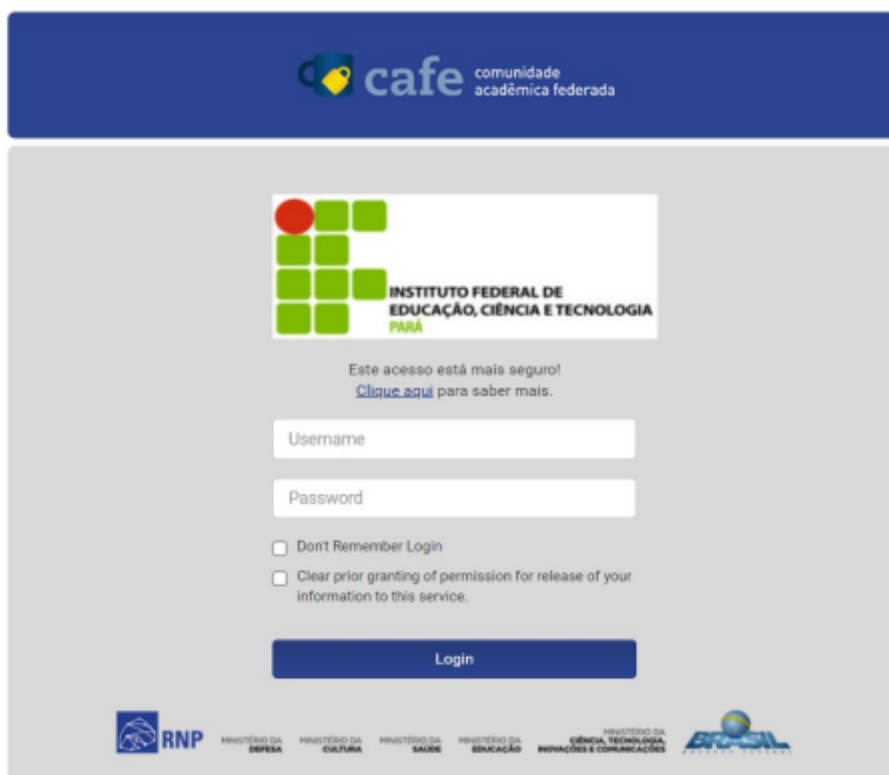 cafe
comunidade
acadêmica federada
INSTITUTO FEDERAL DE
EDUCAÇÃO, CIÊNCIA E TECNOLOGIA
PARÁ
Este acesso está mais seguro!
Clique aqui para saber mais.
Username
Password
Don't Remember Login
Clear prior granting of permission for release of your
information to this service.
Login
RNP
MINISTÉRIO DA
DEFESA
MINISTÉRIO DA
CULTURA
MINISTÉRIO DA
SAÚDE
MINISTÉRIO DA
EDUCAÇÃO
MINISTÉRIO DA
CIÊNCIA, TECNOLOGIA,
INOVAÇÕES E COMUNICAÇÕES
BRASIL
GOVERNO FEDERAL